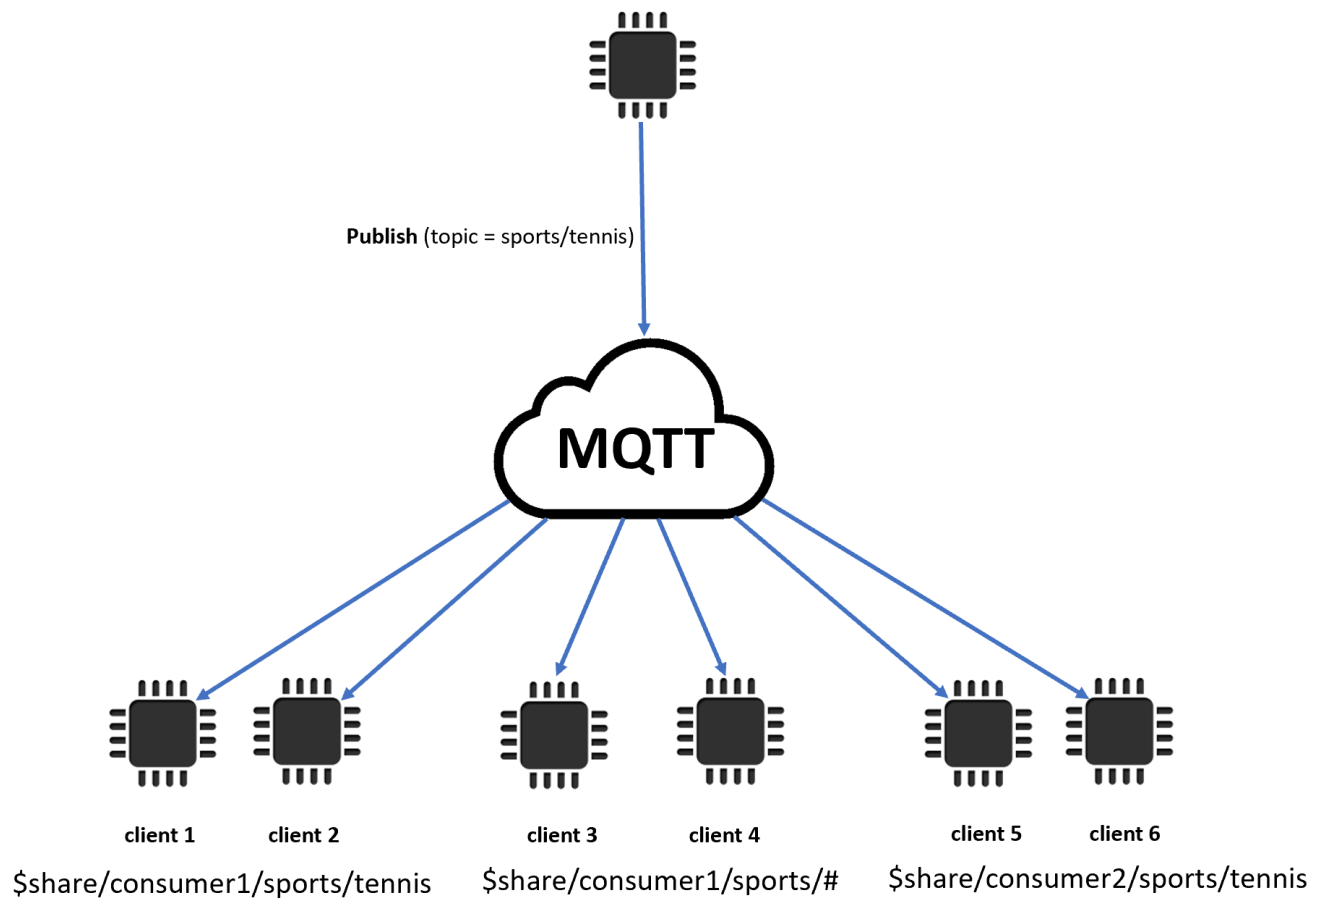 Publish (topic = sports/tennis)
MQTT
client 1
client 2
client 3
client 4
client 5
client 6
$share/consumer1/sports/tennis
$share/consumer1/sports/#
$share/consumer2/sports/tennis